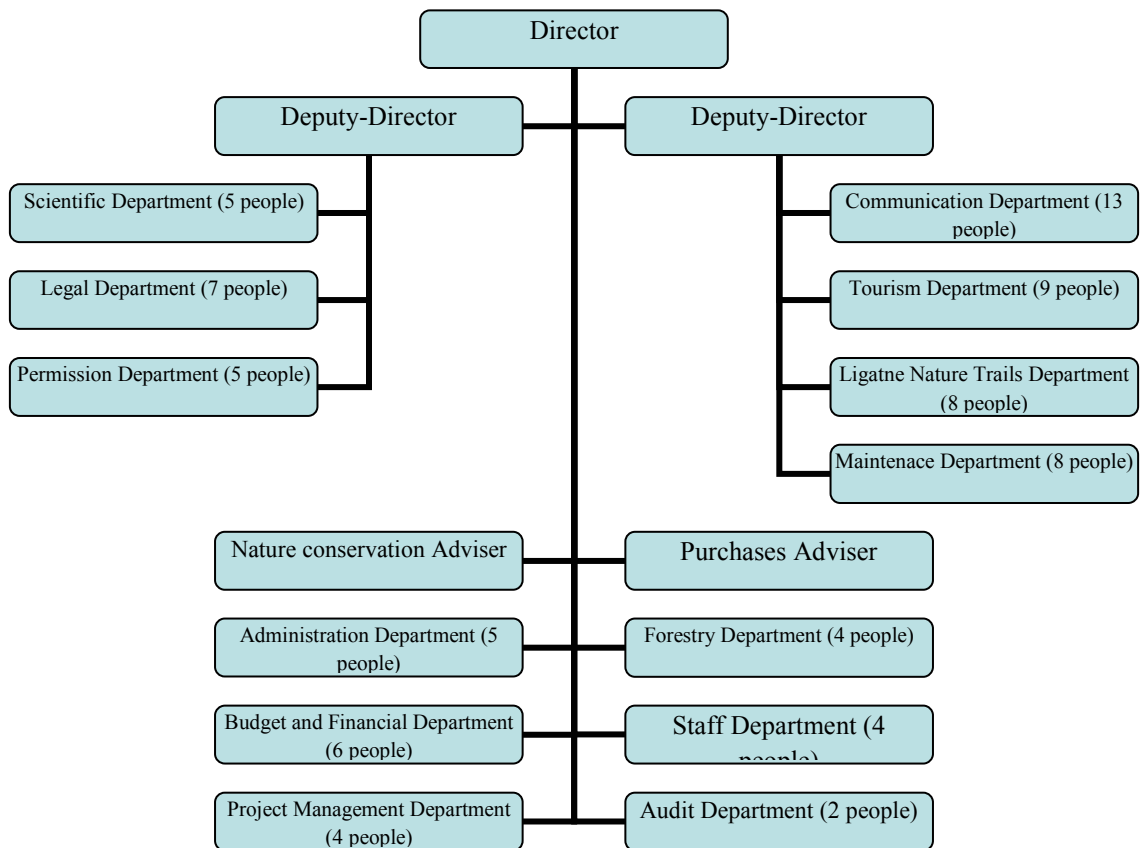 Director
Deputy-Director
Deputy-Director
Scientific Department (5 people)
Legal Department (7 people)
Permission Department (5 people)
Communication Department (13
people)
Tourism Department (9 people)
Ligatne Nature Trails Department
(8 people)
Maintenace Department (8 people)
Nature conservation Adviser
Purchases Adviser
Administration Department (5
people)
Forestry Department (4 people)
Budget and Financial Department
(6 people)
Staff Department (4
people)
Project Management Department
(4 people)
Audit Department (2 people)